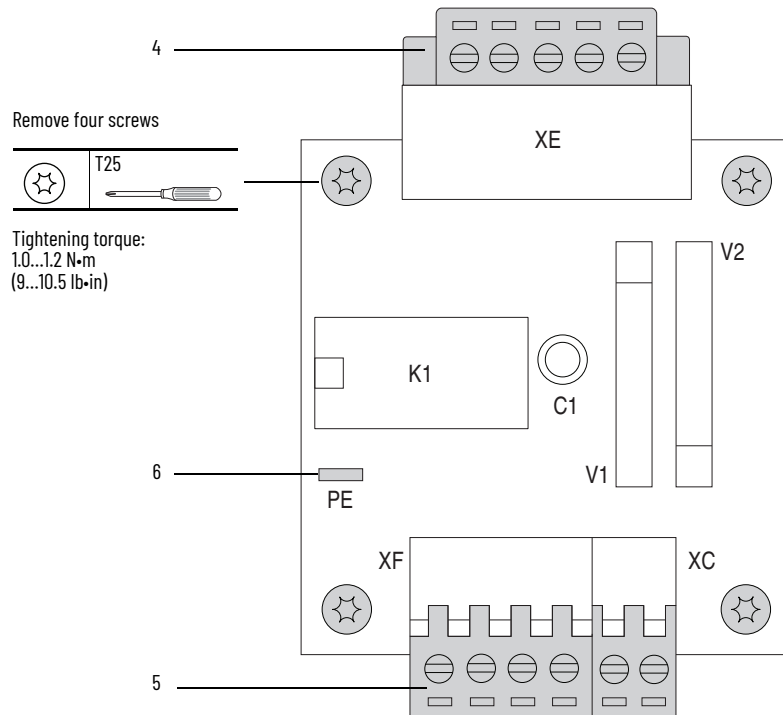 4
XE
Remove four screws
T25
Tightening torque:
1.0...1.2 N•m
(9...10.5 lb•in)
V2
K1
C1
6
PE
V1
XF
XC
5